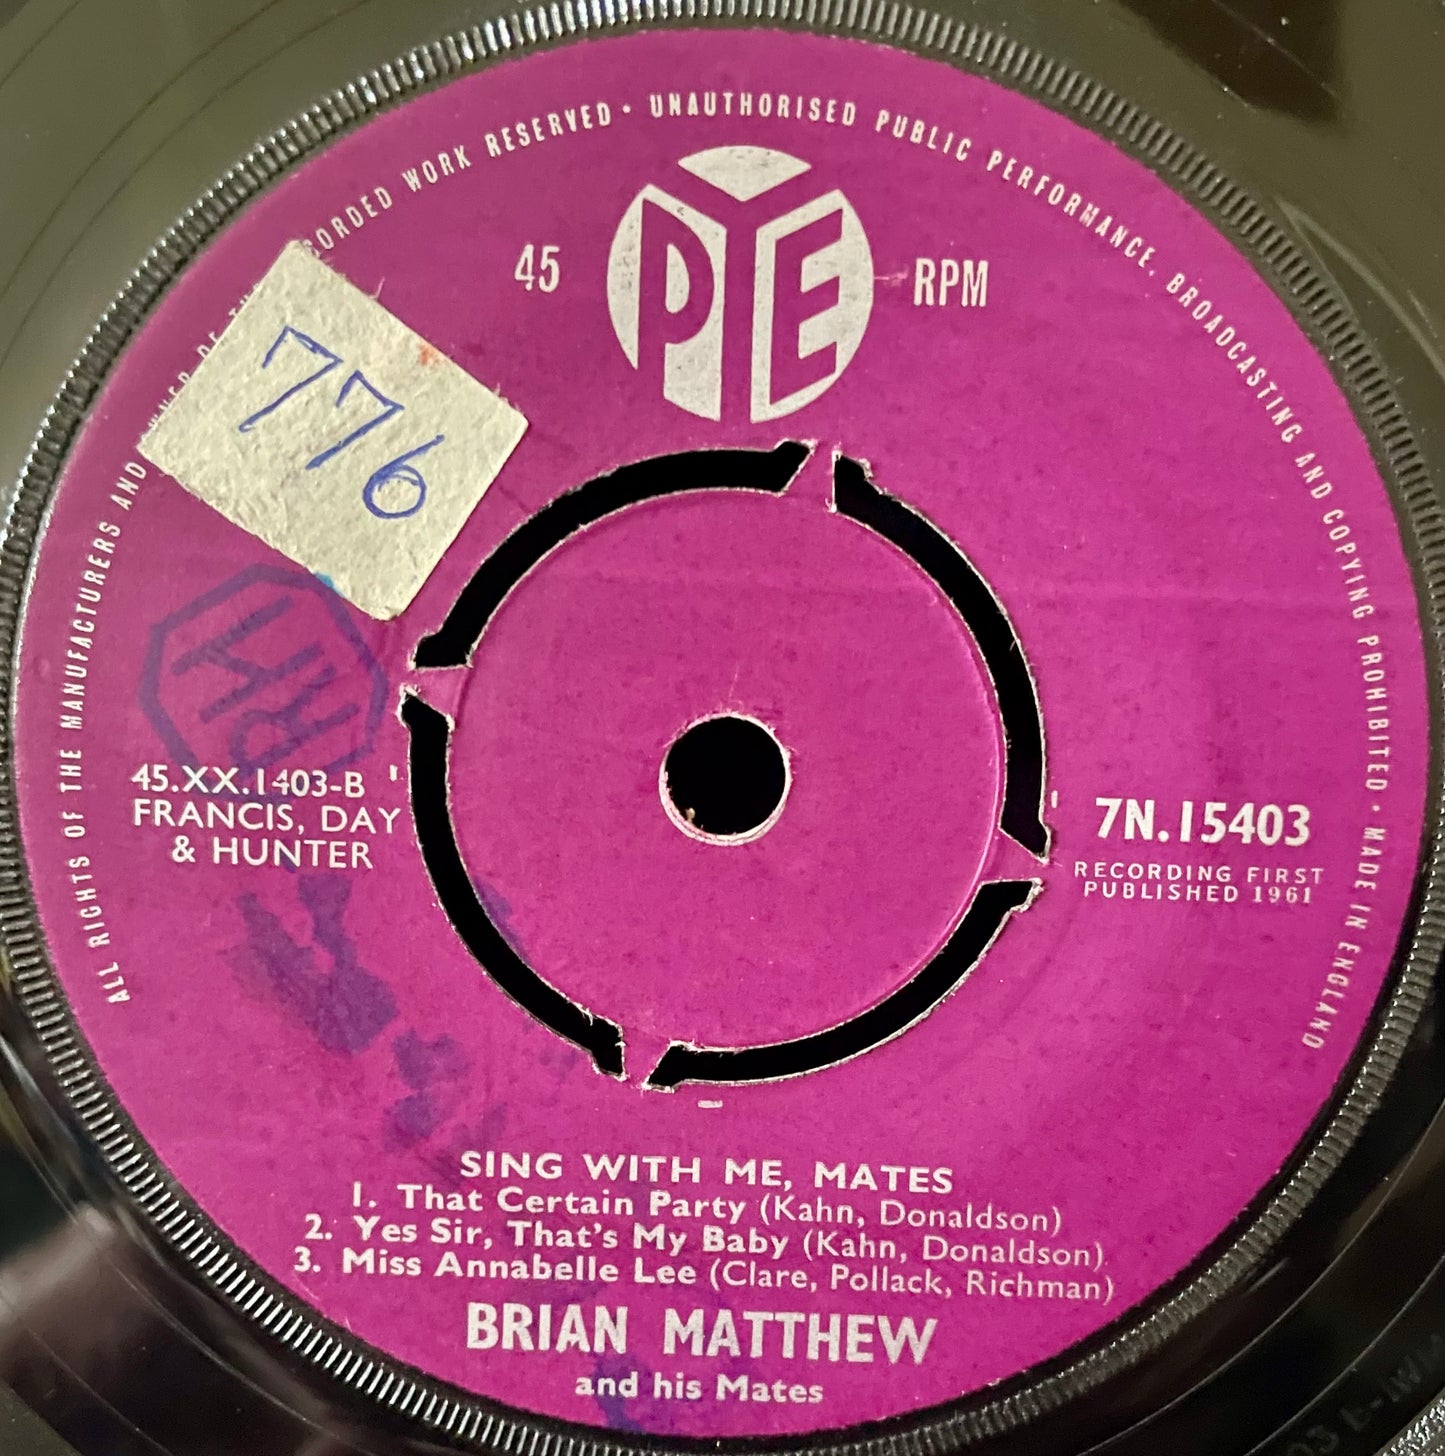 ALL RIGHTS OF THE MANUFACTURERS AND OWNER OF CORDED WORK RESERVED • UNAUTHORISED PUBLIC PERFORMANCE, BROADCASTING AND COPYING PROHIBITED • MADE IN ENGLAND
45 PYE RPM
776
45.XX.1403-B
FRANCIS, DAY
& HUNTER
7N.15403
RECORDING FIRST
PUBLISHED 1961
SING WITH ME, MATES
1. That Certain Party (Kahn, Donaldson)
2. Yes Sir, That's My Baby (Kahn, Donaldson)
3. Miss Annabelle Lee (Clare, Pollack, Richman)
BRIAN MATTHEW
and his Mates